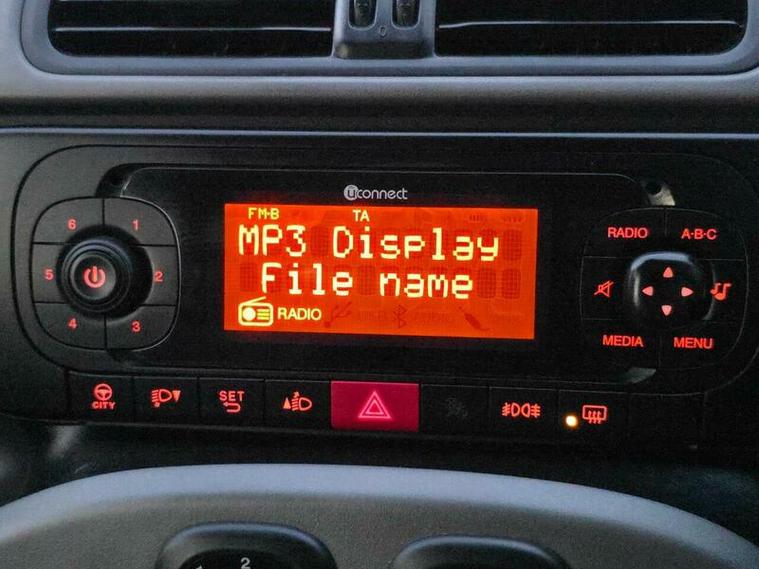 uconnect
FM-B TA
MP3 Display
File name
RADIO
6 1
5 2
4 3
RADIO A·B·C
MEDIA MENU
CITY
SET
2